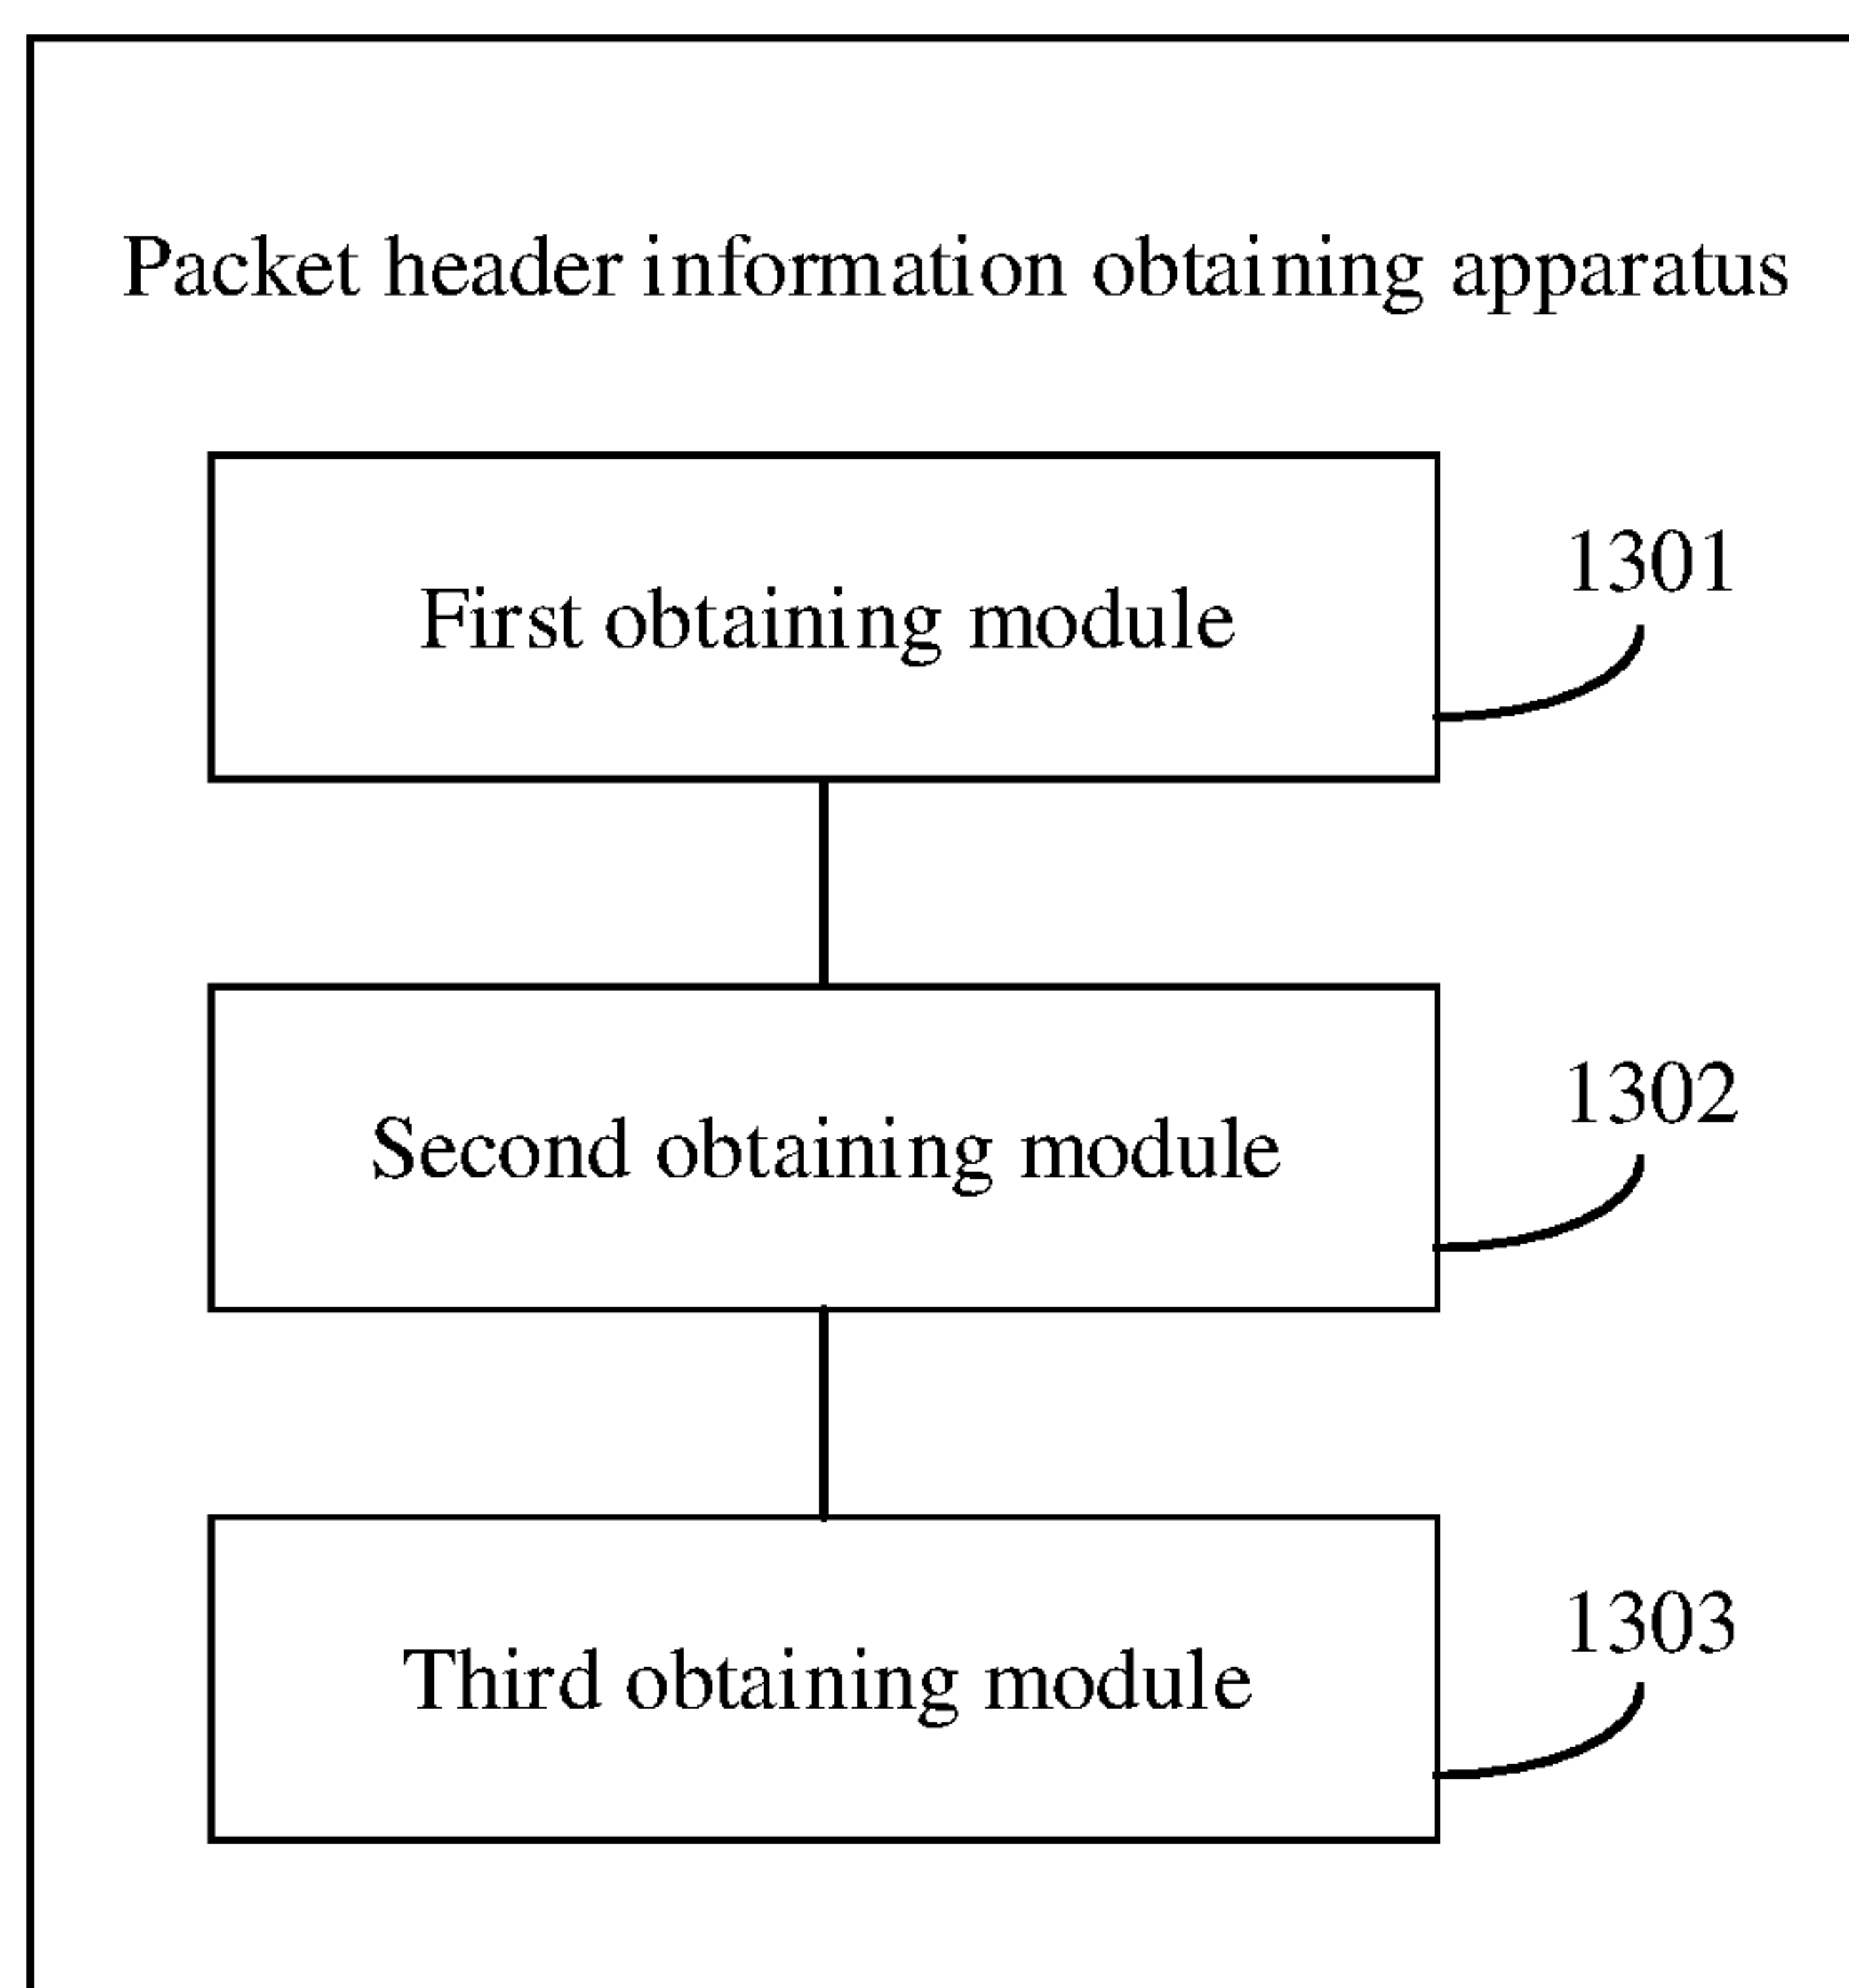 Packet header information obtaining apparatus
First obtaining module
1301
Second obtaining module
1302
Third obtaining module
1303